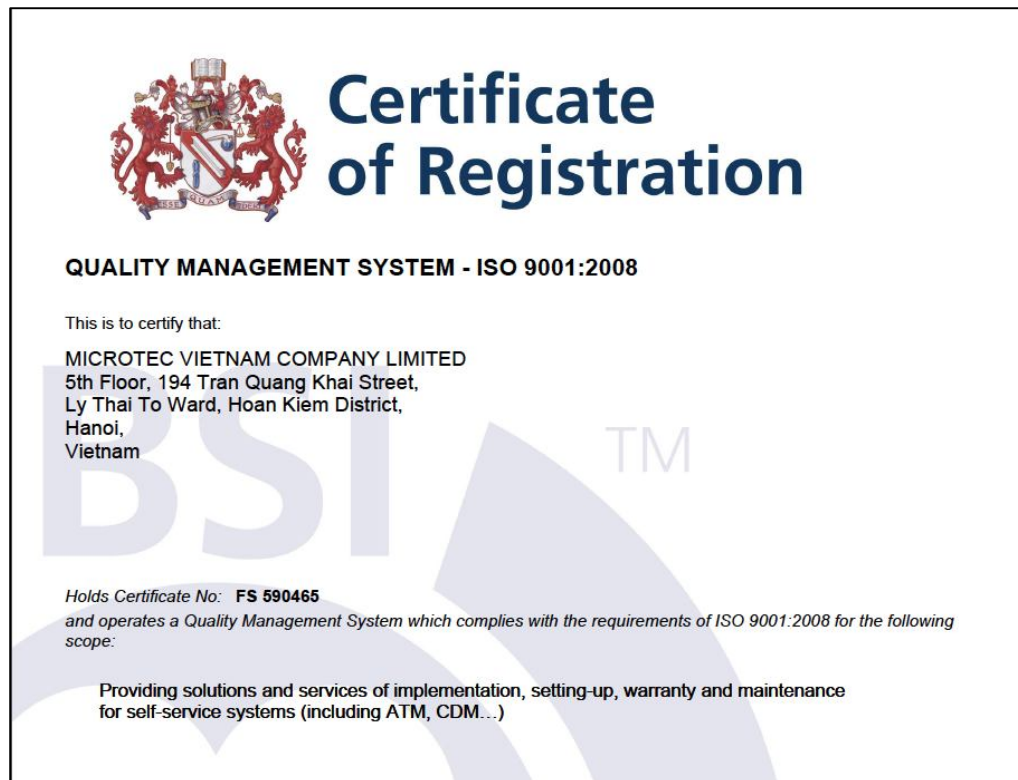 Certificate
of Registration
ESSE QUAM
QUALITY MANAGEMENT SYSTEM - ISO 9001:2008
This is to certify that:
MICROTEC VIETNAM COMPANY LIMITED
5th Floor, 194 Tran Quang Khai Street,
Ly Thai To Ward, Hoan Kiem District,
Hanoi,
Vietnam
BSI
TM
Holds Certificate No: FS 590465
and operates a Quality Management System which complies with the requirements of ISO 9001:2008 for the following
scope:
Providing solutions and services of implementation, setting-up, warranty and maintenance
for self-service systems (including ATM, CDM…)